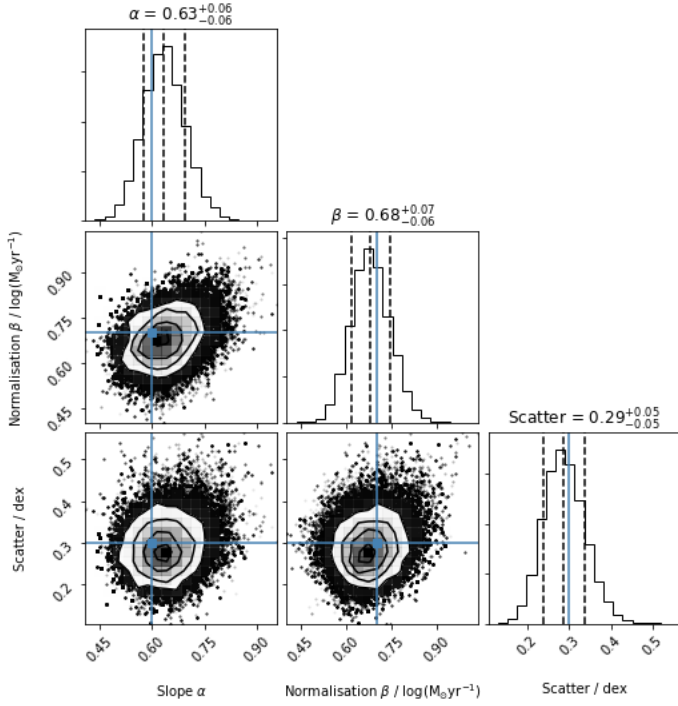 α = 0.63+0.06−0.06
β = 0.68+0.07−0.06
Scatter = 0.29+0.05−0.05
Normalisation β / log(M⊙yr−1)
0.90
0.75
0.60
0.45
Scatter / dex
0.5
0.4
0.3
0.2
0.45 0.60 0.75 0.90
0.45 0.60 0.75 0.90
0.2 0.3 0.4 0.5
Slope α
Normalisation β / log(M⊙yr−1)
Scatter / dex